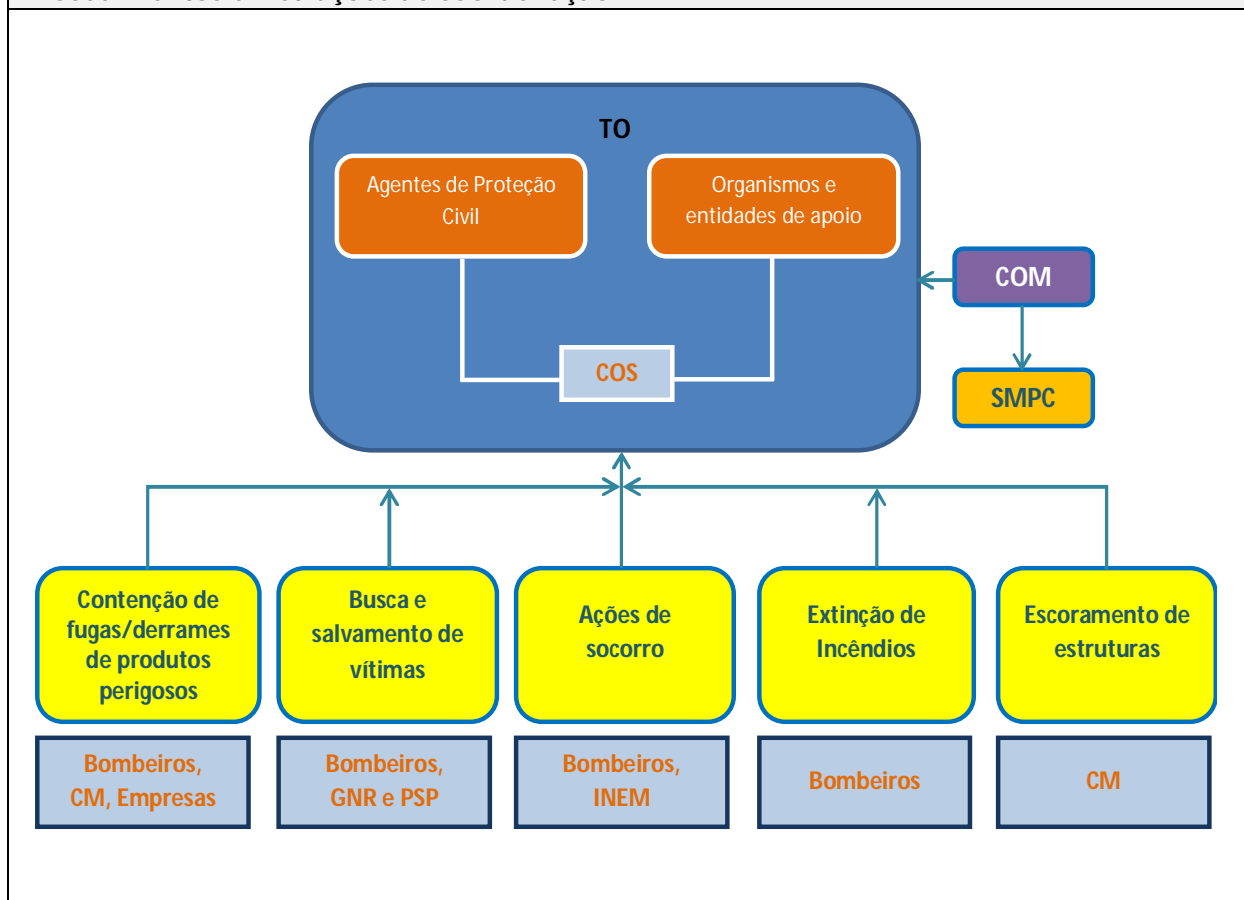 TO
Agentes de Proteção
Civil
Organismos e
entidades de apoio
COM
COS
SMPC
Contenção de
fugas/derrames
de produtos
perigosos
Busca e
salvamento de
vítimas
Ações de
socorro
Extinção de
Incêndios
Escoramento de
estruturas
Bombeiros,
CM, Empresas
Bombeiros,
GNR e PSP
Bombeiros,
INEM
Bombeiros
CM